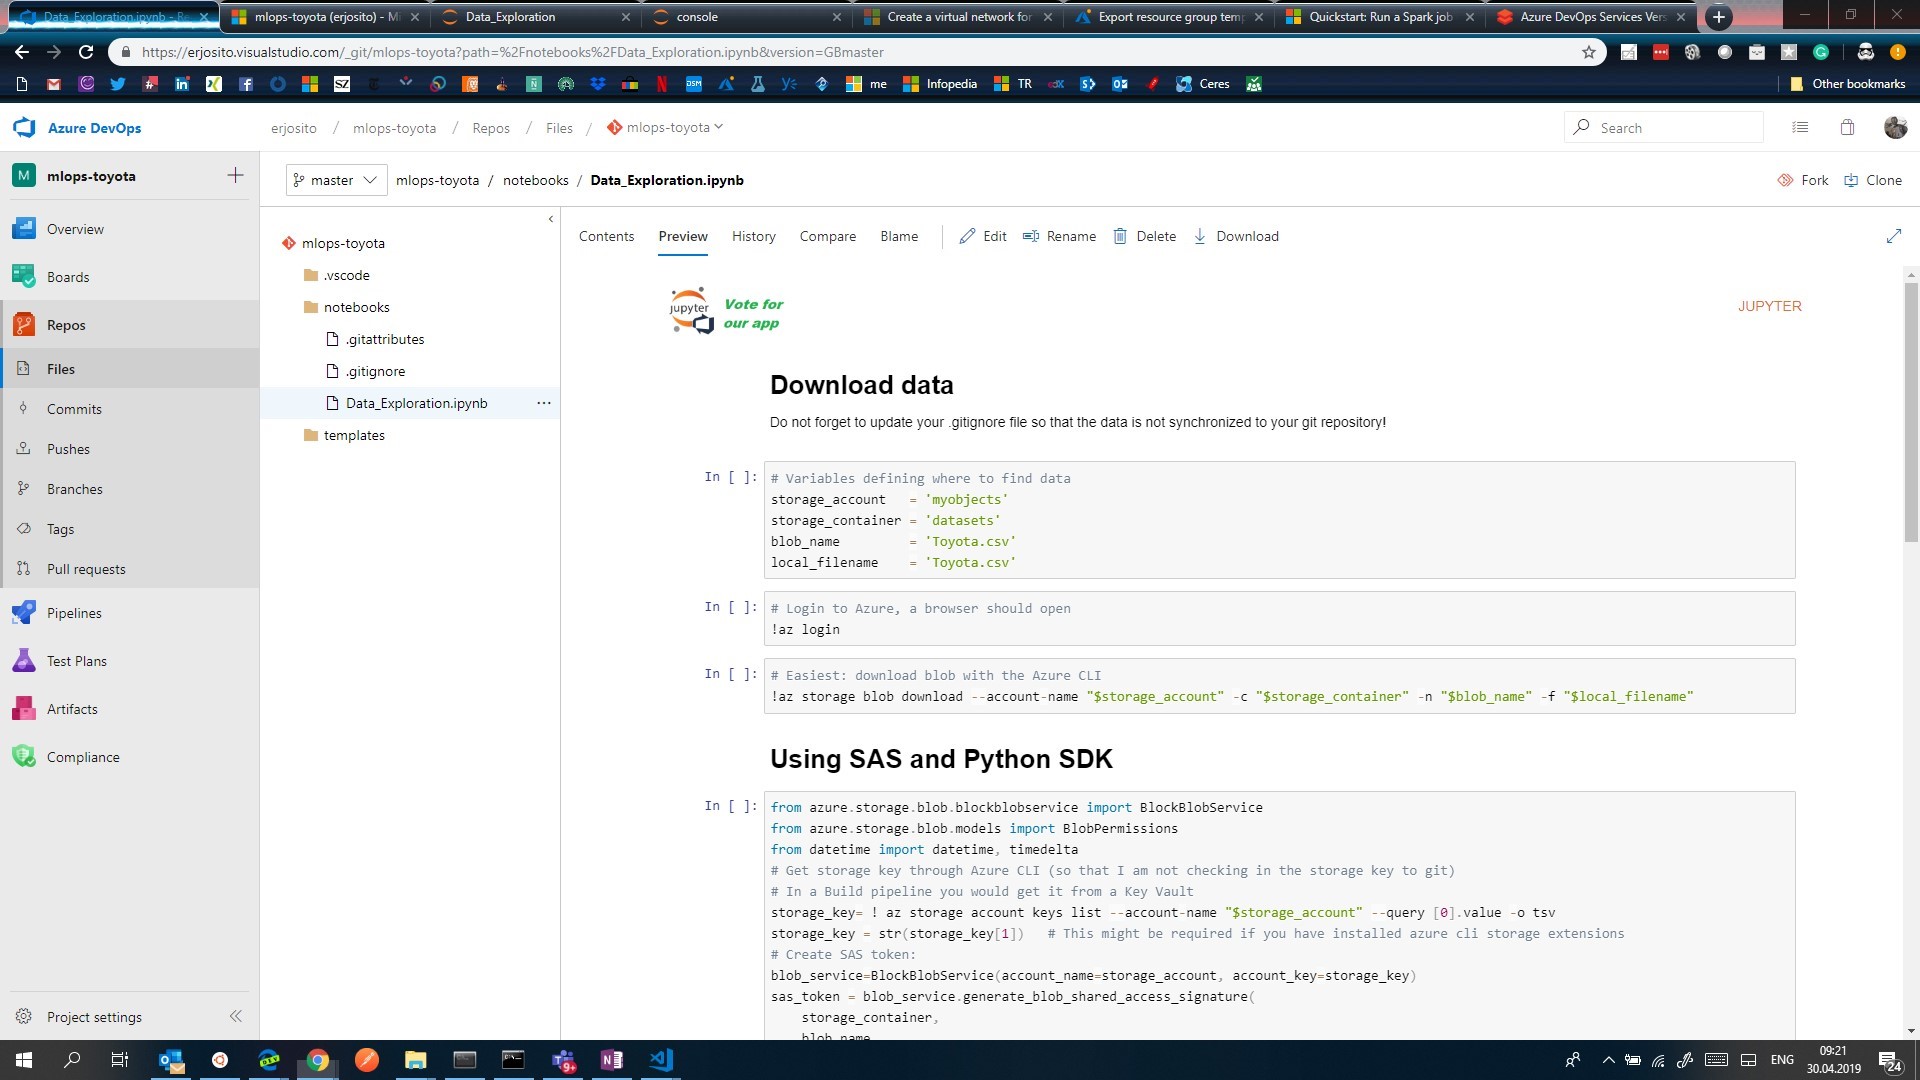 Data_Exploration.ipynb - Re
mlops-toyota (erjosito) - Mi
Data_Exploration
console
Create a virtual network for
Export resource group temp
Quickstart: Run a Spark job
Azure DevOps Services Vers
https://erjosito.visualstudio.com/_git/mlops-toyota?path=%2Fnotebooks%2FData_Exploration.ipynb&version=GBmaster
me
Infopedia
TR
Ceres
Other bookmarks
Azure DevOps
erjosito / mlops-toyota / Repos / Files / mlops-toyota
Search
M mlops-toyota
master
mlops-toyota / notebooks / Data_Exploration.ipynb
Fork
Clone
Overview
Boards
Repos
Files
Commits
Pushes
Branches
Tags
Pull requests
Pipelines
Test Plans
Artifacts
Compliance
Project settings
mlops-toyota
.vscode
notebooks
.gitattributes
.gitignore
Data_Exploration.ipynb
templates
Contents
Preview
History
Compare
Blame
Edit
Rename
Delete
Download
jupyter
Vote for
our app
JUPYTER
Download data
Do not forget to update your .gitignore file so that the data is not synchronized to your git repository!
In [ ]:
# Variables defining where to find data
storage_account   = 'myobjects'
storage_container = 'datasets'
blob_name         = 'Toyota.csv'
local_filename    = 'Toyota.csv'
In [ ]:
# Login to Azure, a browser should open
!az login
In [ ]:
# Easiest: download blob with the Azure CLI
!az storage blob download --account-name "$storage_account" -c "$storage_container" -n "$blob_name" -f "$local_filename"
Using SAS and Python SDK
In [ ]:
from azure.storage.blob.blockblobservice import BlockBlobService
from azure.storage.blob.models import BlobPermissions
from datetime import datetime, timedelta
# Get storage key through Azure CLI (so that I am not checking in the storage key to git)
# In a Build pipeline you would get it from a Key Vault
storage_key= ! az storage account keys list --account-name "$storage_account" --query [0].value -o tsv
storage_key = str(storage_key[1])   # This might be required if you have installed azure cli storage extensions
# Create SAS token:
blob_service=BlockBlobService(account_name=storage_account, account_key=storage_key)
sas_token = blob_service.generate_blob_shared_access_signature(
storage_container,
blob_name
ENG
09:21
30.04.2019
24